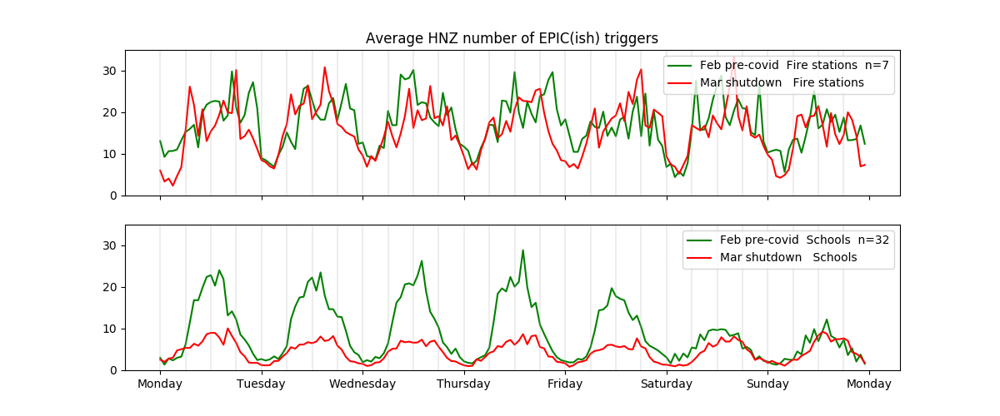 Average HNZ number of EPIC(ish) triggers
30
20
10
0
Feb pre-covid  Fire stations  n=7
Mar shutdown   Fire stations
30
20
10
0
Feb pre-covid  Schools  n=32
Mar shutdown   Schools
Monday Tuesday Wednesday Thursday Friday Saturday Sunday Monday